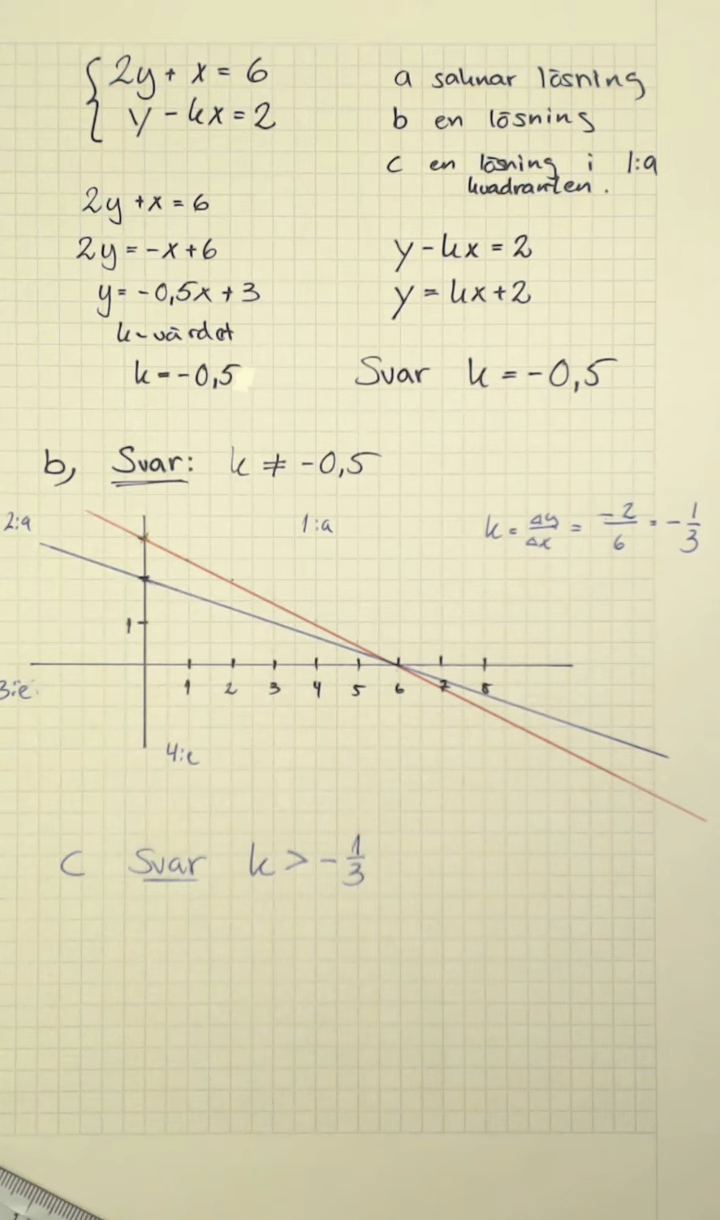 2y + x = 6
y - kx = 2
a saknar lösning
b en lösning
c en lösning i 1:a
kvadranten.
2y + x = 6
2y = -x + 6
y = -0,5x + 3
k-värdet
k = -0,5
y - kx = 2
y = kx + 2
Svar k = -0,5
b, Svar: k ≠ -0,5
2:a
1:a
k = Δy/Δx = -2/6 = -1/3
1
1 2 3 4 5 6 7 8
3:e
4:e
c Svar k > -1/3